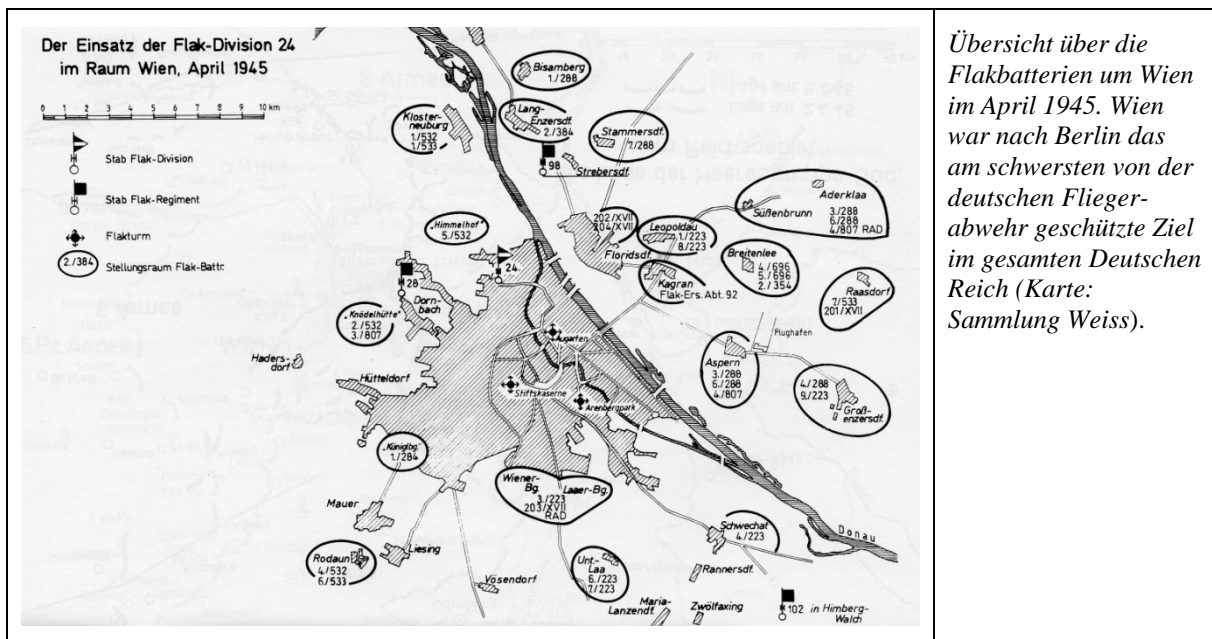 Der Einsatz der Flak-Division 24
im Raum Wien, April 1945
0 1 2 3 4 5 6 7 8 9 10 km
Stab Flak-Division
Stab Flak-Regiment
Flakturm
2./384
Stellungsraum Flak-Battr.
Bisamberg
1./288
Lang-
Enzersdf.
2./384
Kloster-
neuburg
1./532
1./533
Stammersdf.
7./288
98
Strebersdf.
Aderklaa
Süßenbrunn
3./288
6./288
4./807 RAD
202/XVII
204/XVII
Leopoldau
1./223
8./223
Floridsdf.
"Himmelhof"
5./532
24
Breitenlee
4./696
5./696
2./354
Kagran
Flak-Ers. Abt. 92
Raasdorf
7./533
201/XVII
28
Dorn-
bach
"Knödelhütte"
2./532
3./807
Flughafen
Augarten
Haders-
dorf
Hütteldorf
Aspern
3./288
6./288
4./807
4./288
9./223
Groß-
enzersdf.
Stiftskaserne
Arenbergpark
"Küniglbg."
1./284
Wiener-
Bg.
Laaer-Bg.
3./223
203/XVII
RAD
Mauer
Schwechat
4./223
Donau
Rodaun
4./532
6./533
Liesing
Vösendorf
Unt.-
Laa
6./223
7./223
Rannersdf.
Maria-
Lanzendf.
Zwölfaxing
102 in Himberg-
Walch
Übersicht über die
Flakbatterien um Wien
im April 1945. Wien
war nach Berlin das
am schwersten von der
deutschen Flieger-
abwehr geschützte Ziel
im gesamten Deutschen
Reich (Karte:
Sammlung Weiss).